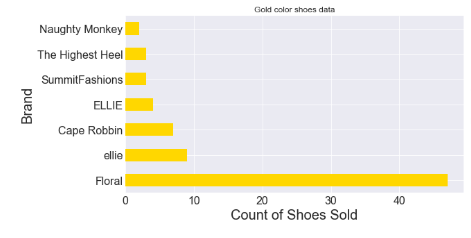 Gold color shoes data
Naughty Monkey
The Highest Heel
SummitFashions
ELLIE
Cape Robbin
ellie
Floral
Brand
0 10 20 30 40
Count of Shoes Sold